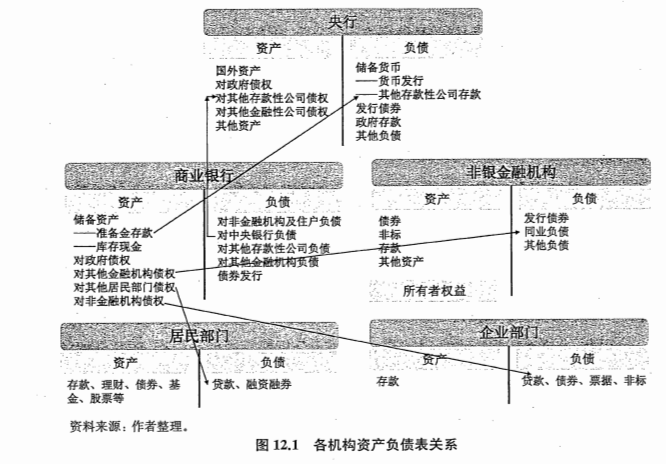 央行
资产
负债
国外资产
对政府债权
对其他存款性公司债权
对其他金融性公司债权
其他资产
储备货币
——货币发行
——其他存款性公司存款
发行债券
政府存款
其他负债
商业银行
资产
负债
储备资产
——准备金存款
——库存现金
对政府债权
对其他金融机构债权
对其他居民部门债权
对非金融机构债权
对非金融机构及住户负债
对中央银行负债
对其他存款性公司负债
对其他金融机构负债
债券发行
非银金融机构
资产
负债
债券
非标
存款
其他资产
发行债券
同业负债
其他负债
所有者权益
居民部门
资产
负债
存款、理财、债券、基
金、股票等
贷款、融资融券
企业部门
资产
负债
存款
贷款、债券、票据、非标
资料来源：作者整理。
图 12.1 各机构资产负债表关系